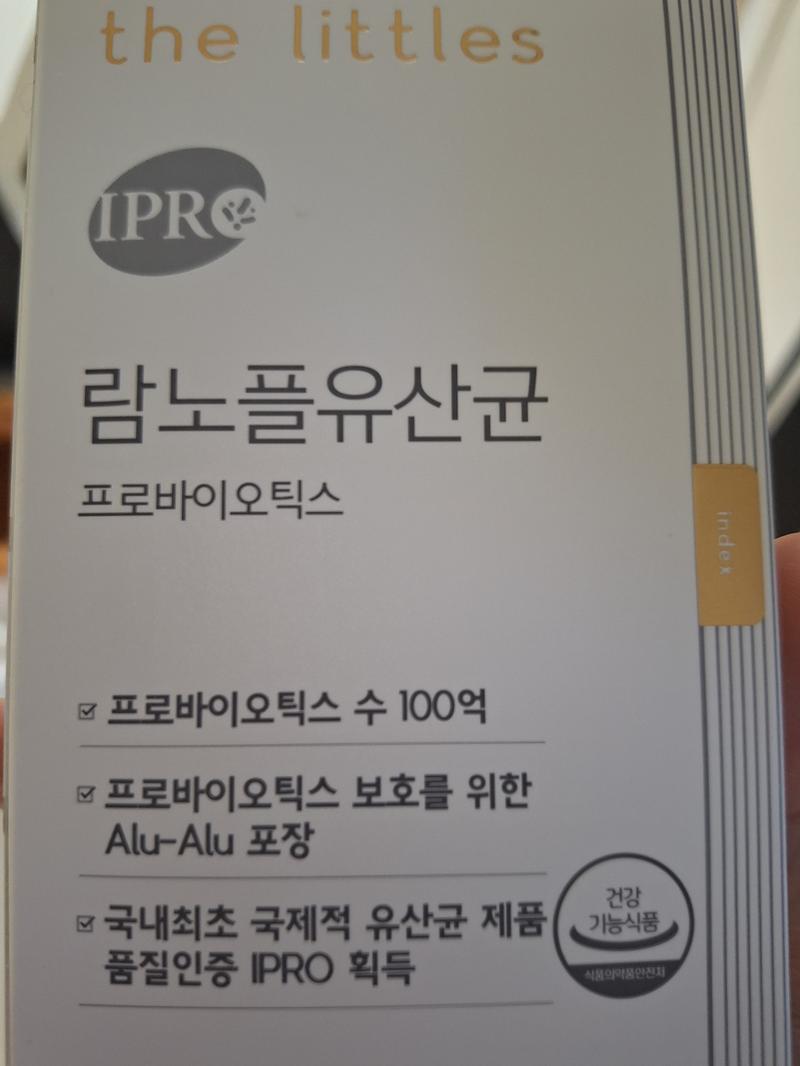 the littles
IPRO
람노플유산균
프로바이오틱스
index
프로바이오틱스 수 100억
프로바이오틱스 보호를 위한
Alu-Alu 포장
국내최초 국제적 유산균 제품
품질인증 IPRO 획득
건강
기능식품
식품의약품안전처